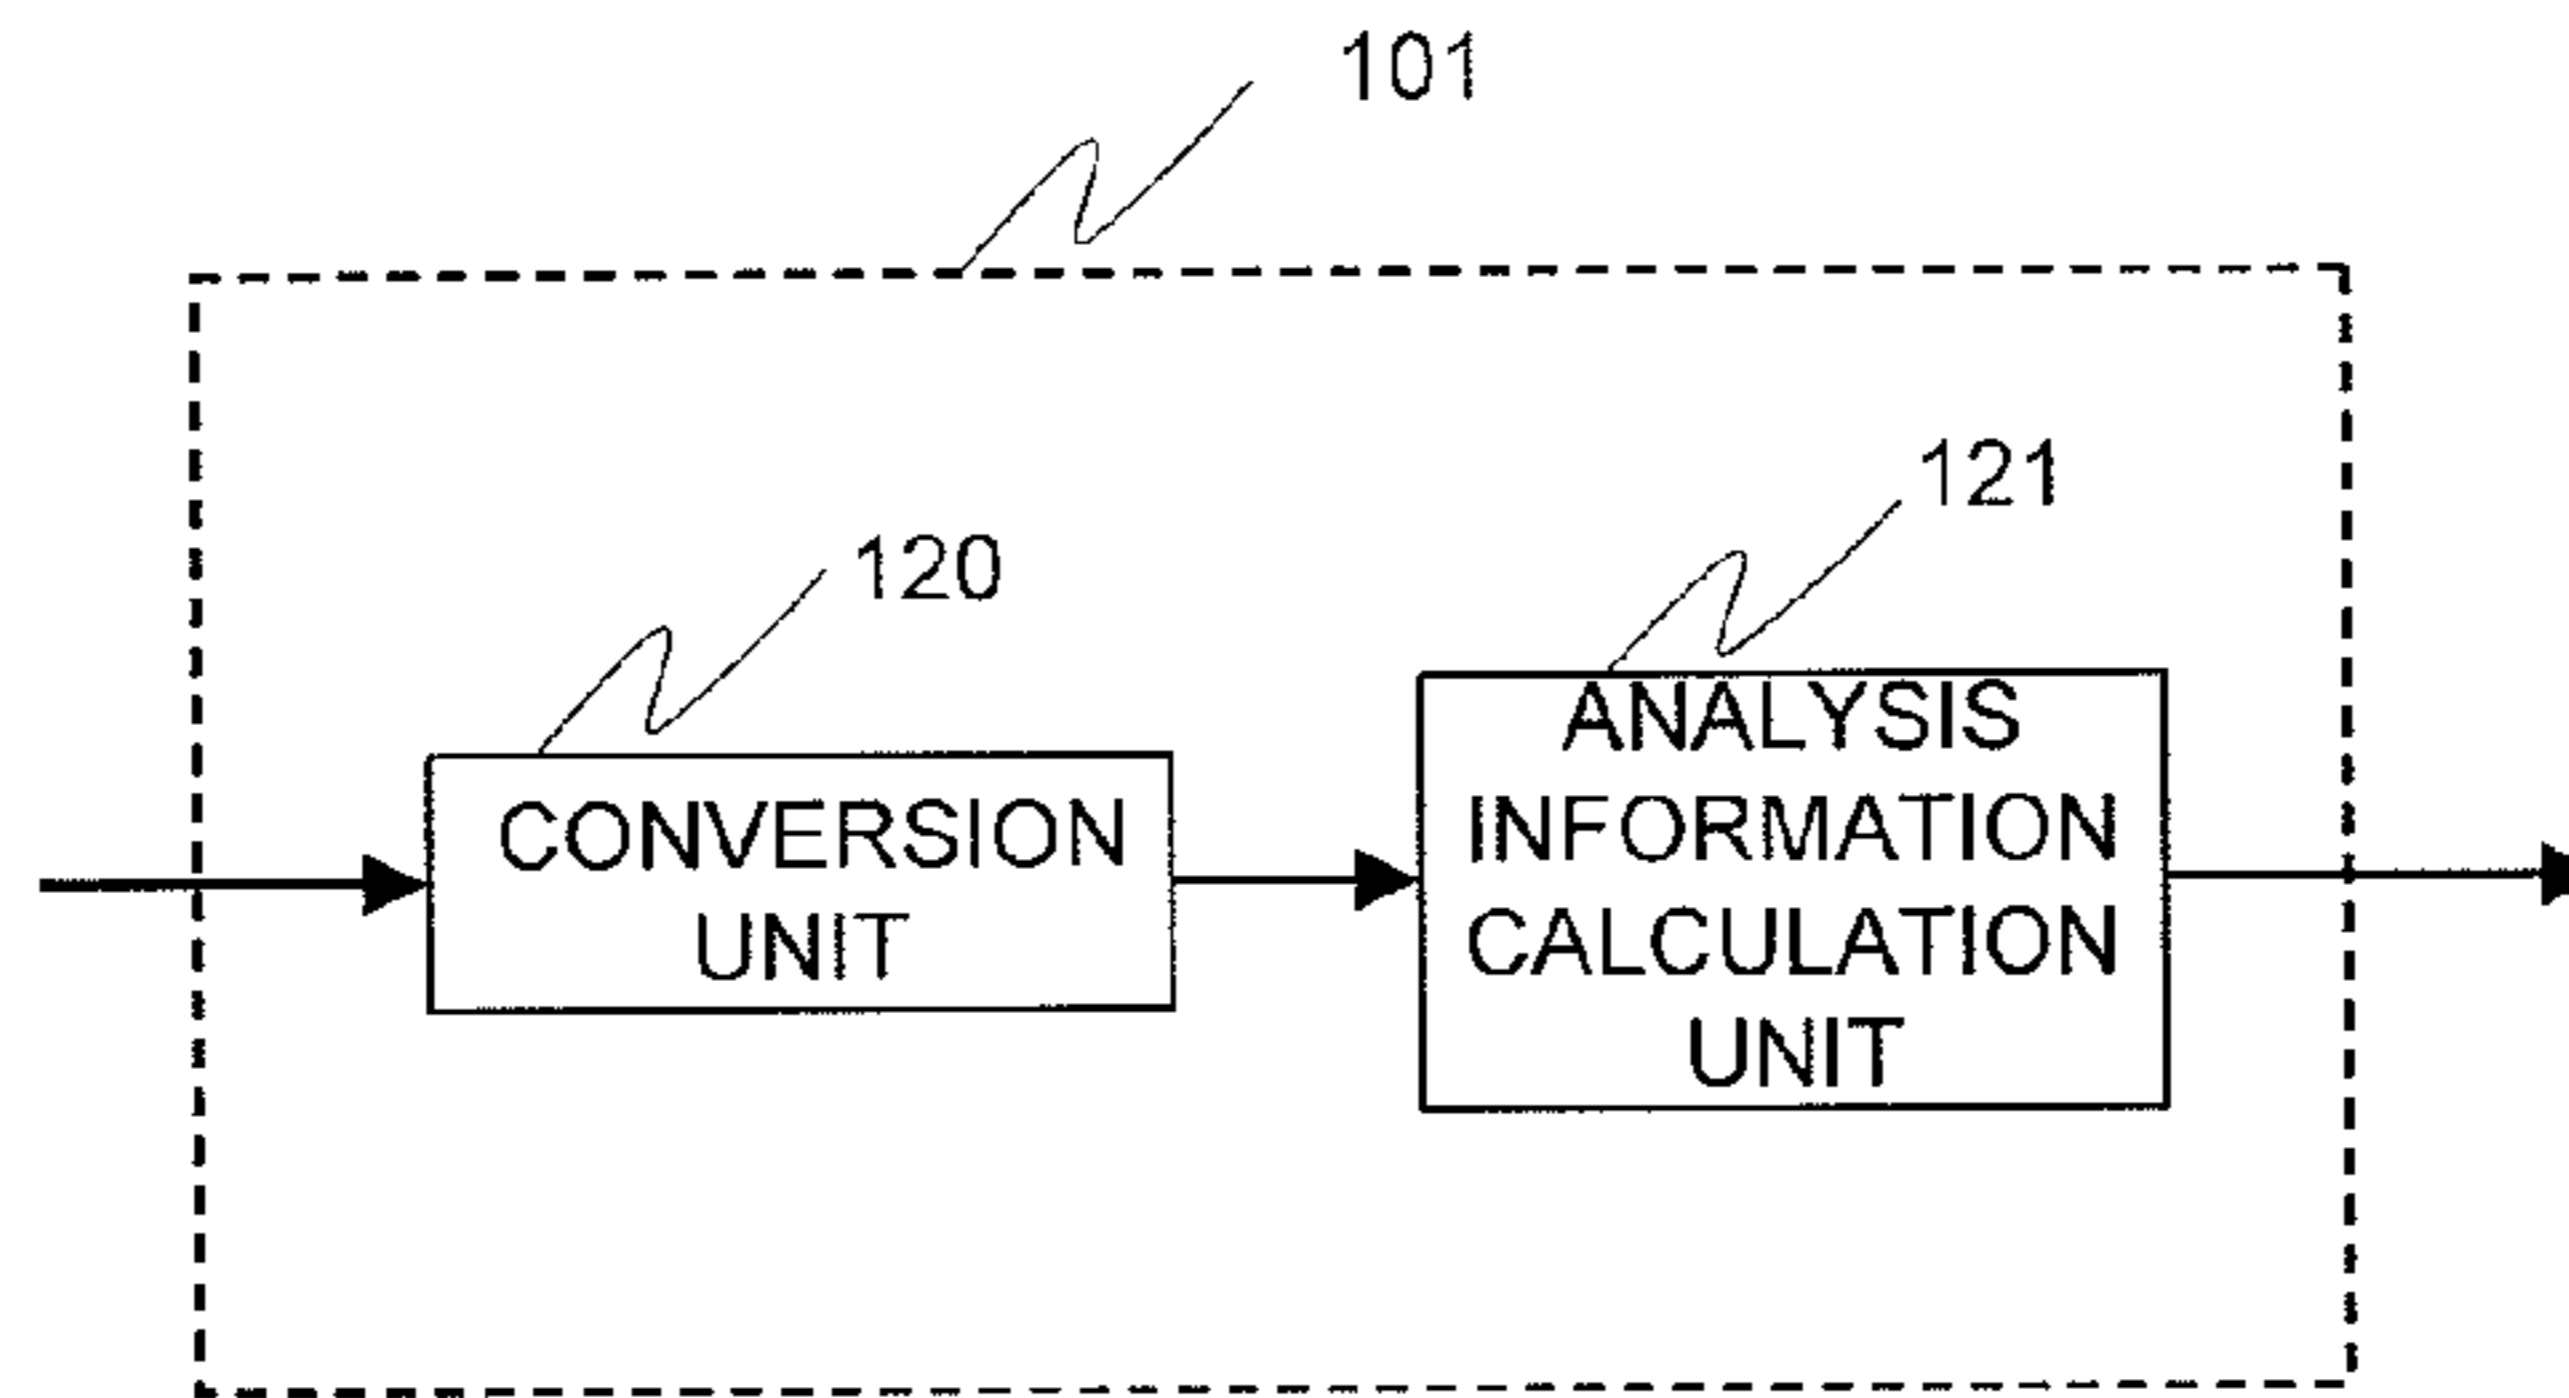 101
121
120
CONVERSION
UNIT
ANALYSIS
INFORMATION
CALCULATION
UNIT